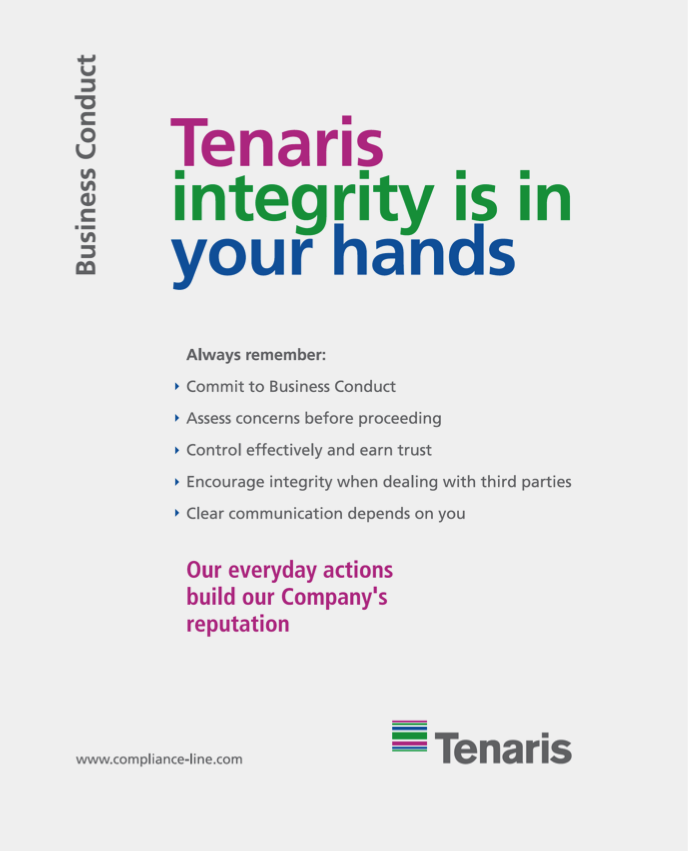 Business Conduct
Tenaris
integrity is in
your hands
Always remember:
Commit to Business Conduct
Assess concerns before proceeding
Control effectively and earn trust
Encourage integrity when dealing with third parties
Clear communication depends on you
Our everyday actions
build our Company's
reputation
www.compliance-line.com
Tenaris